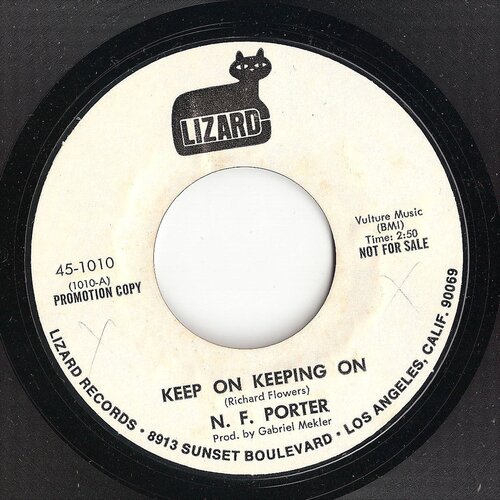 LIZARD
45-1010
(1010-A)
PROMOTION COPY
Vulture Music
(BMI)
Time: 2:50
NOT FOR SALE
KEEP ON KEEPING ON
(Richard Flowers)
N. F. PORTER
Prod. by Gabriel Mekler
LIZARD RECORDS • 8913 SUNSET BOULEVARD • LOS ANGELES, CALIF. 90069